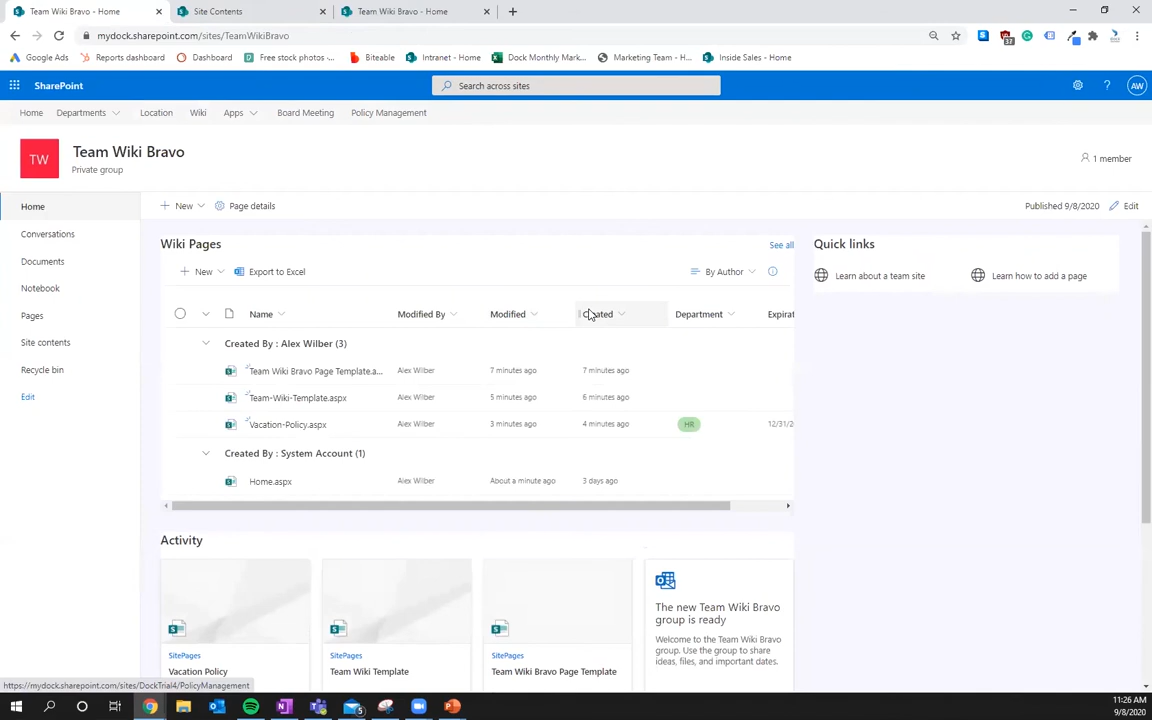 Team Wiki Bravo - Home
Site Contents
Team Wiki Bravo - Home
mydock.sharepoint.com/sites/TeamWikiBravo
37
Google Ads
Reports dashboard
Dashboard
Free stock photos -...
Biteable
Intranet - Home
Dock Monthly Mark...
Marketing Team - H...
Inside Sales - Home
SharePoint
Search across sites
AW
Home
Departments
Location
Wiki
Apps
Board Meeting
Policy Management
TW
Team Wiki Bravo
Private group
1 member
Home
Conversations
Documents
Notebook
Pages
Site contents
Recycle bin
Edit
New
Page details
Published 9/8/2020
Edit
Wiki Pages
See all
New
Export to Excel
By Author
Name
Modified By
Modified
Created
Department
Expirat
Created By : Alex Wilber (3)
Team Wiki Bravo Page Template.a...
Alex Wilber
7 minutes ago
7 minutes ago
Team-Wiki-Template.aspx
Alex Wilber
5 minutes ago
6 minutes ago
Vacation-Policy.aspx
Alex Wilber
3 minutes ago
4 minutes ago
HR
12/31/2
Created By : System Account (1)
Home.aspx
Alex Wilber
About a minute ago
3 days ago
Quick links
Learn about a team site
Learn how to add a page
Activity
SitePages
Vacation Policy
SitePages
Team Wiki Template
SitePages
Team Wiki Bravo Page Template
The new Team Wiki Bravo
group is ready
Welcome to the Team Wiki Bravo
group. Use the group to share
ideas, files, and important dates.
https://mydock.sharepoint.com/sites/DockTrial4/PolicyManagement
11:26 AM
9/8/2020